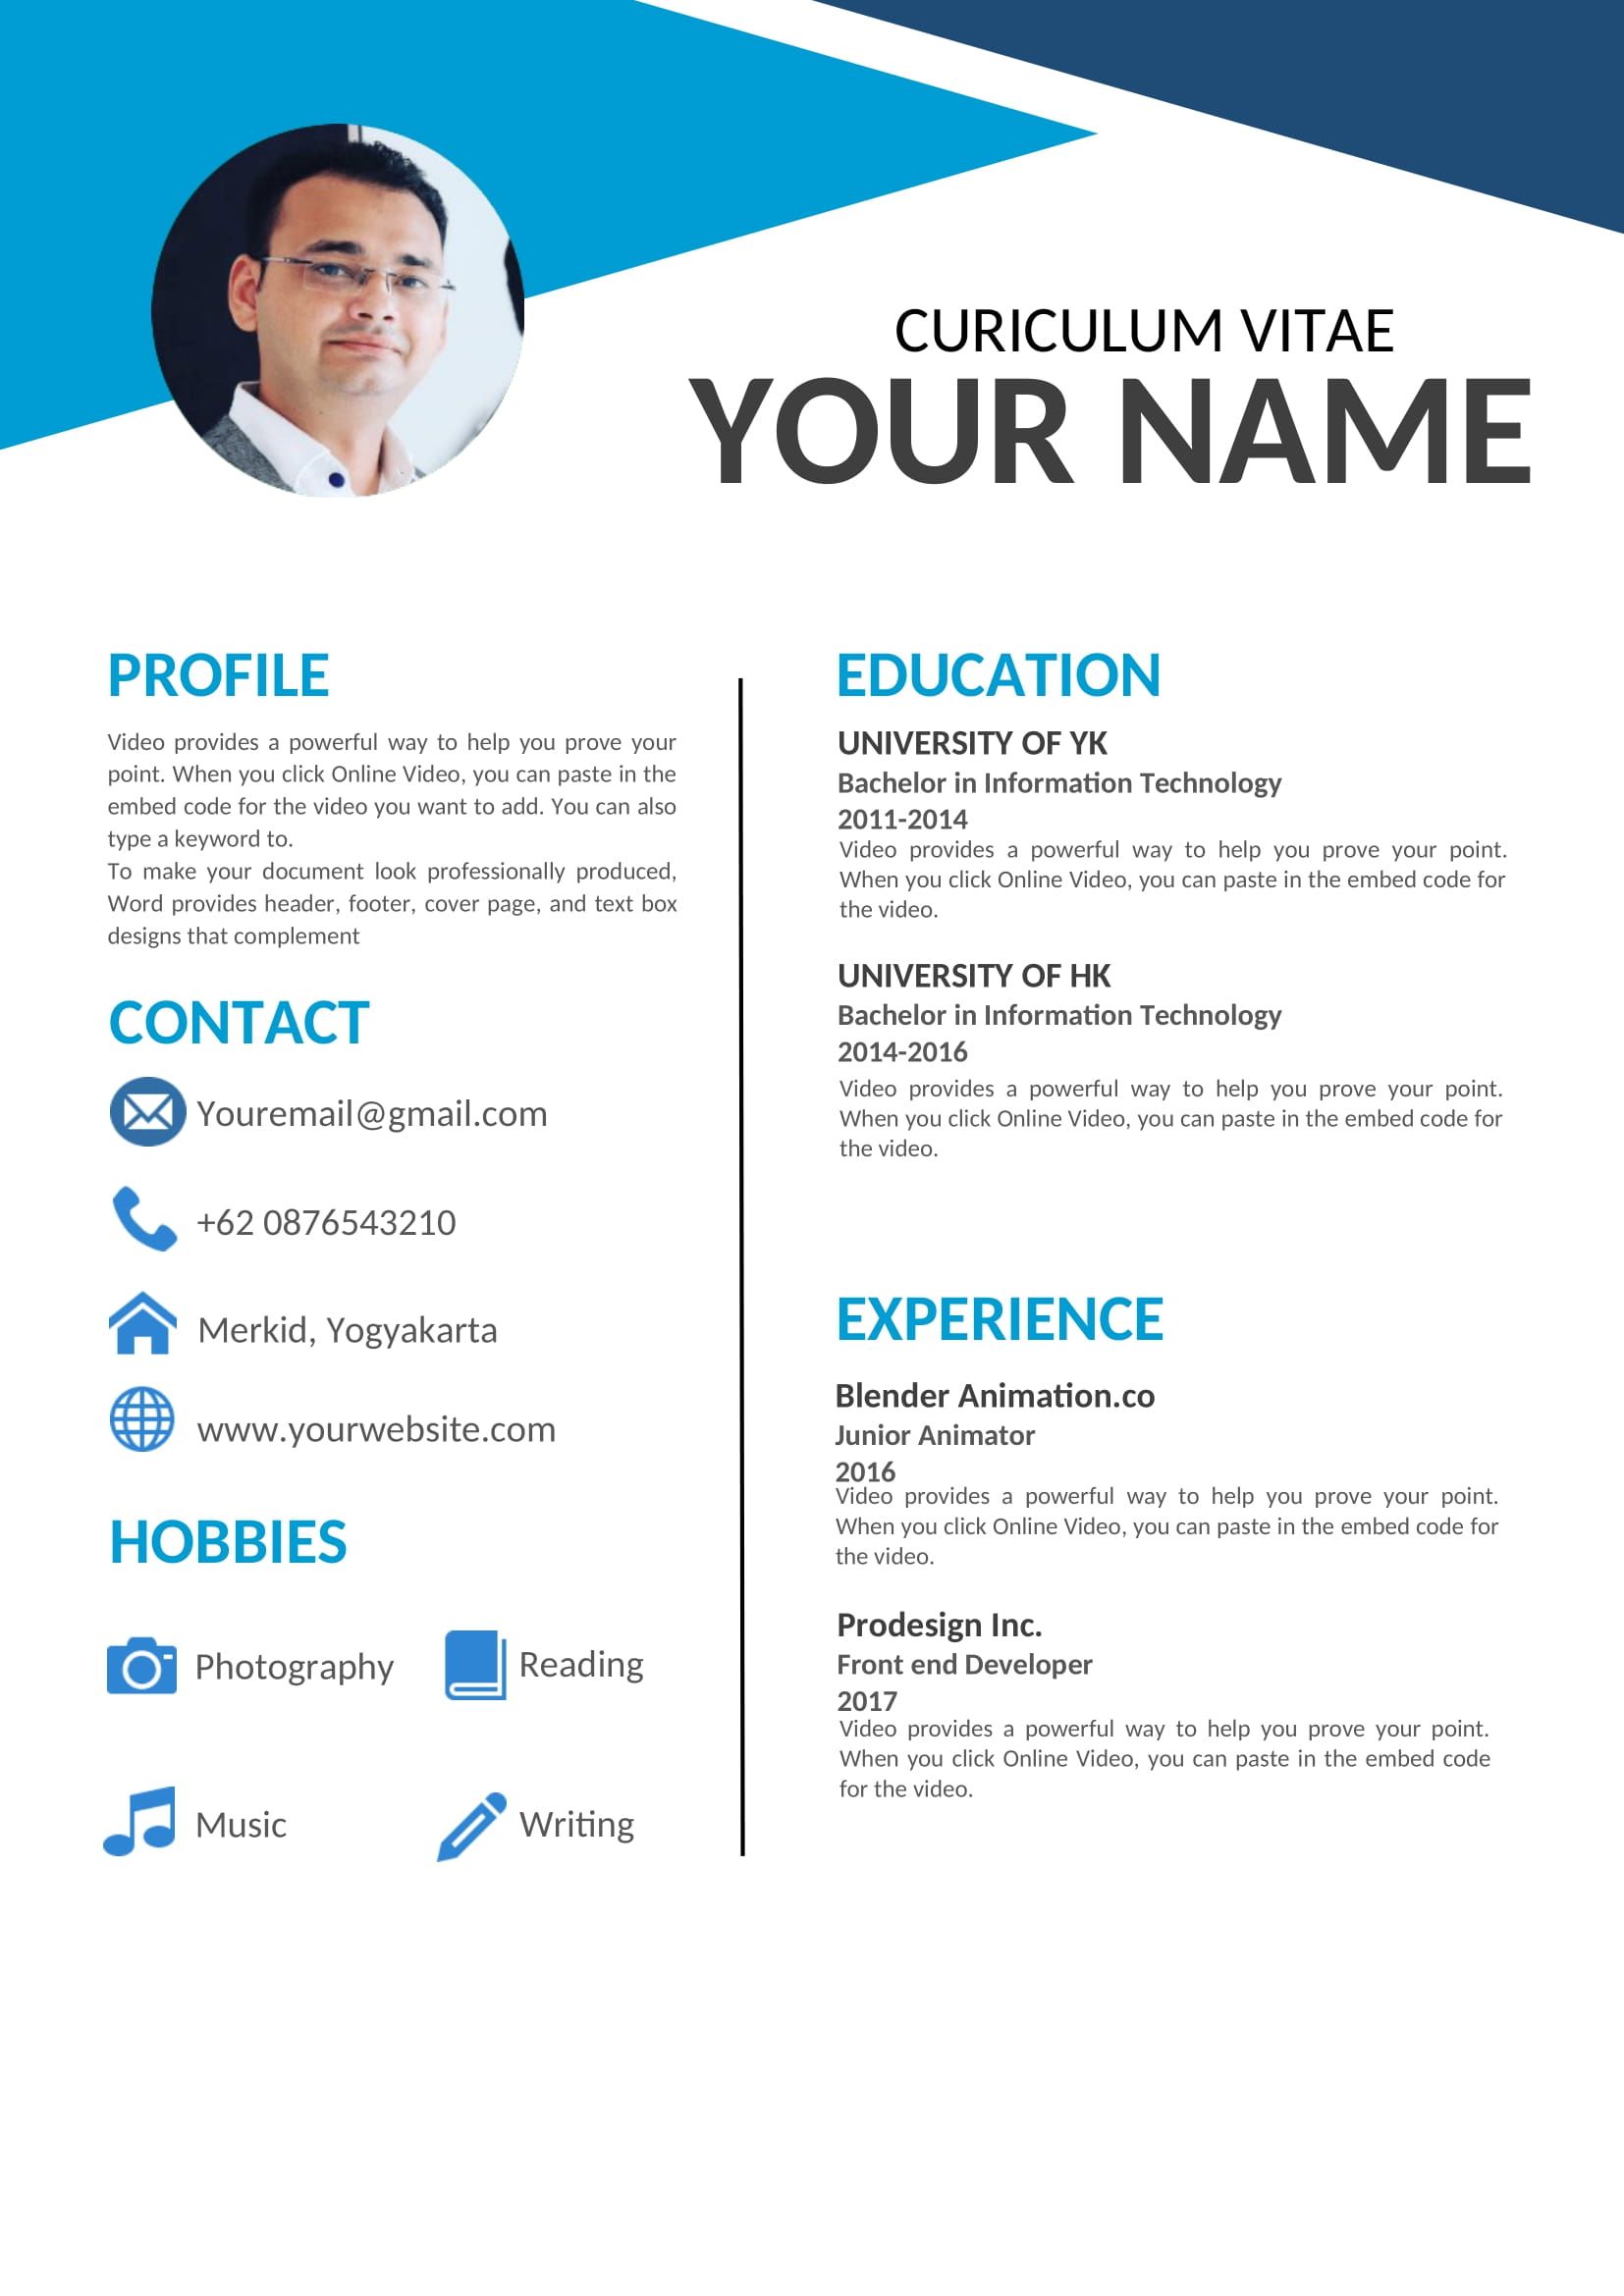 CURICULUM VITAE
YOUR NAME
PROFILE
Video provides a powerful way to help you prove your
point. When you click Online Video, you can paste in the
embed code for the video you want to add. You can also
type a keyword to.
To make your document look professionally produced,
Word provides header, footer, cover page, and text box
designs that complement
CONTACT
Youremail@gmail.com
+62 0876543210
Merkid, Yogyakarta
www.yourwebsite.com
HOBBIES
Photography
Reading
Music
Writing
EDUCATION
UNIVERSITY OF YK
Bachelor in Information Technology
2011-2014
Video provides a powerful way to help you prove your point.
When you click Online Video, you can paste in the embed code for
the video.
UNIVERSITY OF HK
Bachelor in Information Technology
2014-2016
Video provides a powerful way to help you prove your point.
When you click Online Video, you can paste in the embed code for
the video.
EXPERIENCE
Blender Animation.co
Junior Animator
2016
Video provides a powerful way to help you prove your point.
When you click Online Video, you can paste in the embed code for
the video.
Prodesign Inc.
Front end Developer
2017
Video provides a powerful way to help you prove your point.
When you click Online Video, you can paste in the embed code
for the video.